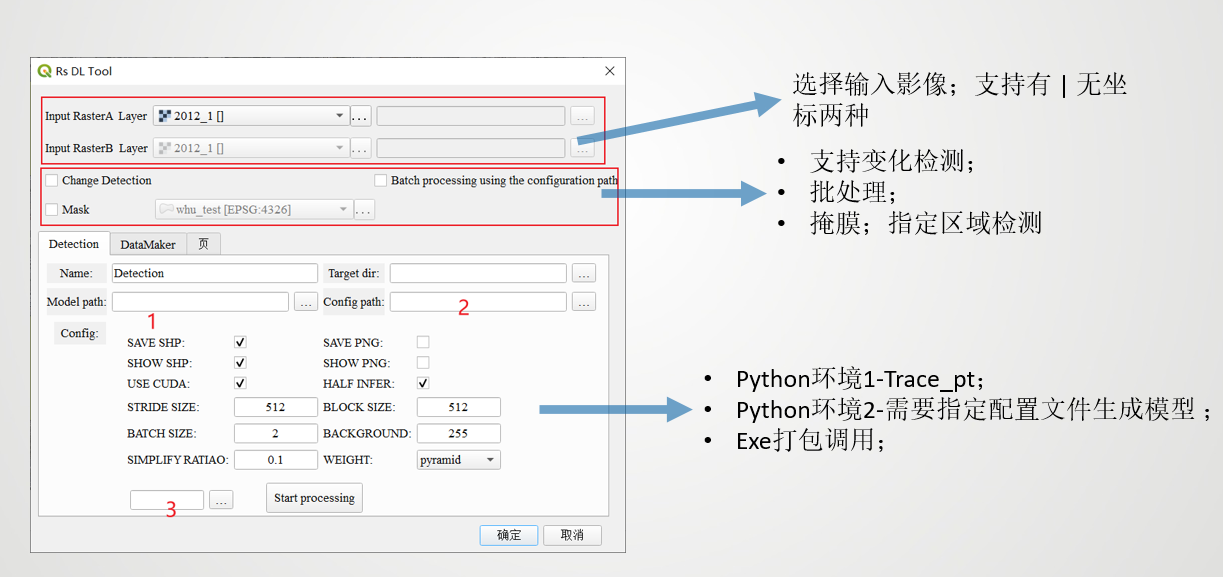 Rs DL Tool
Input RasterA Layer 2012_1 [] ... ...
Input RasterB Layer 2012_1 [] ... ...
Change Detection Batch processing using the configuration path
Mask whu_test [EPSG:4326] ...
Detection DataMaker 页
Name: Detection Target dir: ...
Model path: ... Config path: ...
1 2
Config:
SAVE SHP: SAVE PNG:
SHOW SHP: SHOW PNG:
USE CUDA: HALF INFER:
STRIDE SIZE: 512 BLOCK SIZE: 512
BATCH SIZE: 2 BACKGROUND: 255
SIMPLIFY RATIAO: 0.1 WEIGHT: pyramid
3 ... Start processing
确定 取消
选择输入影像；支持有 | 无坐
标两种
• 支持变化检测；
• 批处理；
• 掩膜；指定区域检测
• Python环境1-Trace_pt；
• Python环境2-需要指定配置文件生成模型；
• Exe打包调用；